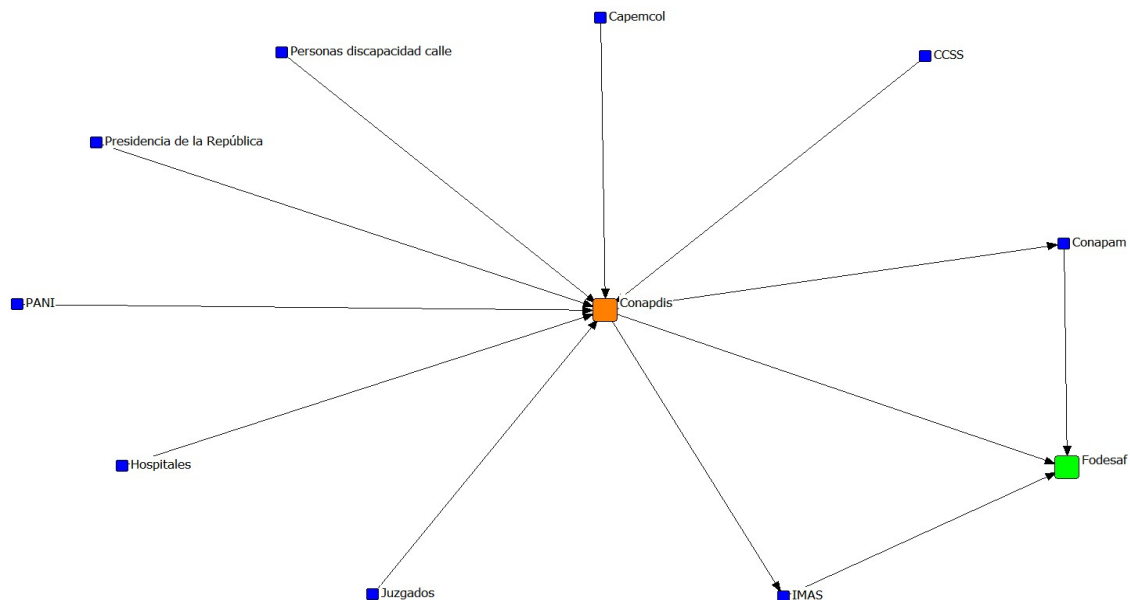 Capemcol
Personas discapacidad calle
CCSS
Presidencia de la República
Conapam
PANI
Conapdis
Hospitales
Fodesaf
Juzgados
IMAS